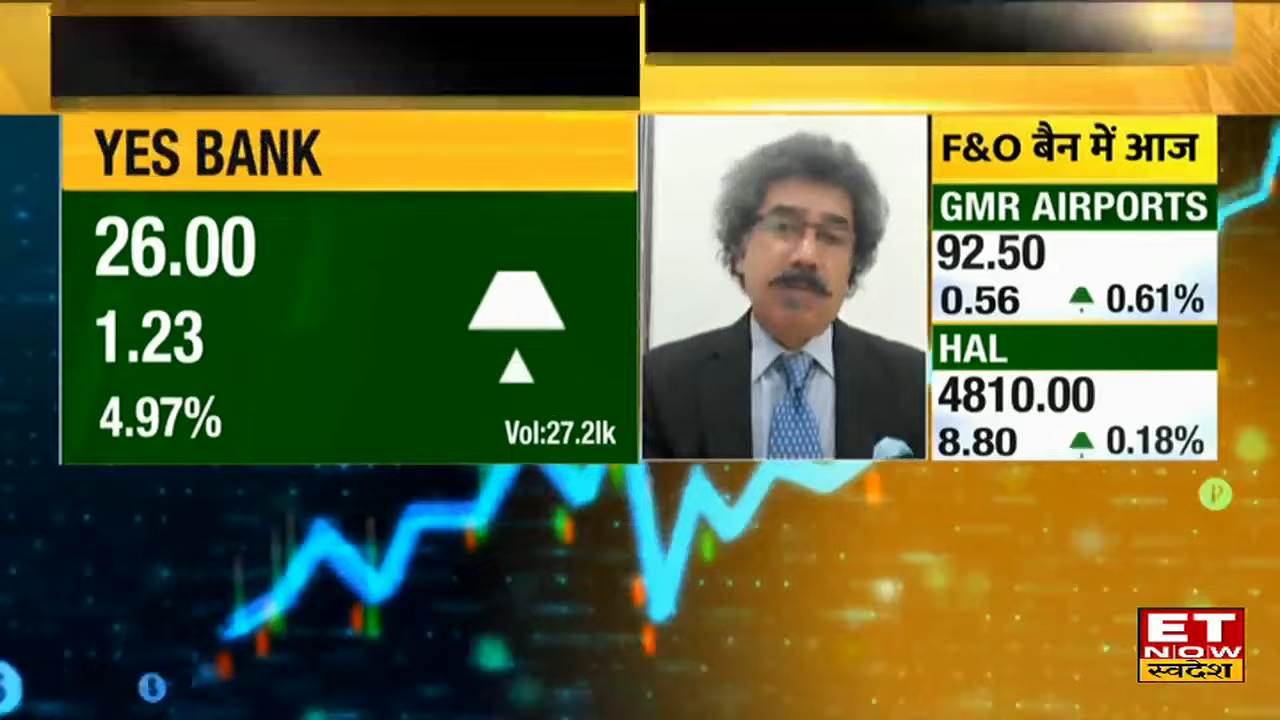 YES BANK
26.00
1.23
4.97%
Vol:27.2lk
F&O बैन में आज
GMR AIRPORTS
92.50
0.56 0.61%
HAL
4810.00
8.80 0.18%
ET
NOW
स्वदेश